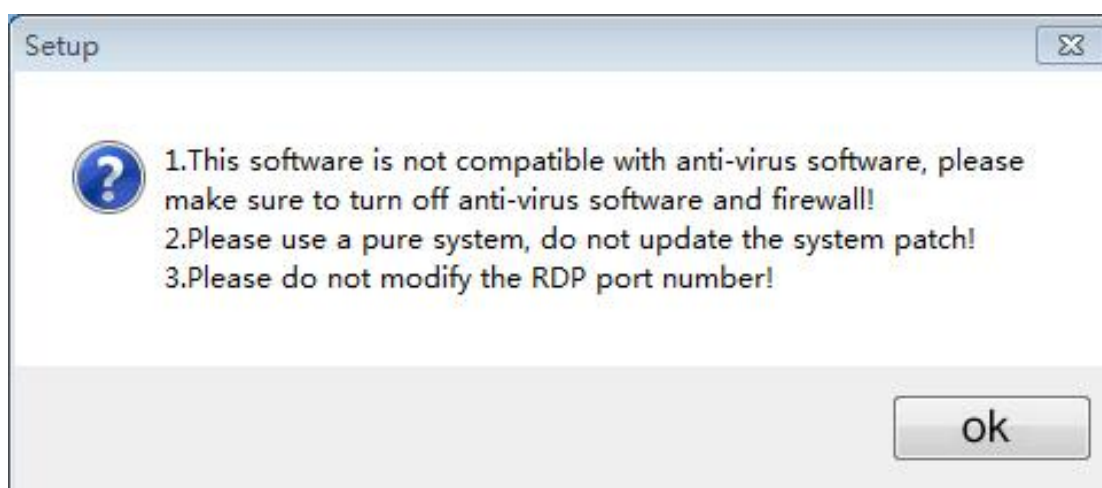 Setup
1.This software is not compatible with anti-virus software, please
make sure to turn off anti-virus software and firewall!
2.Please use a pure system, do not update the system patch!
3.Please do not modify the RDP port number!
ok